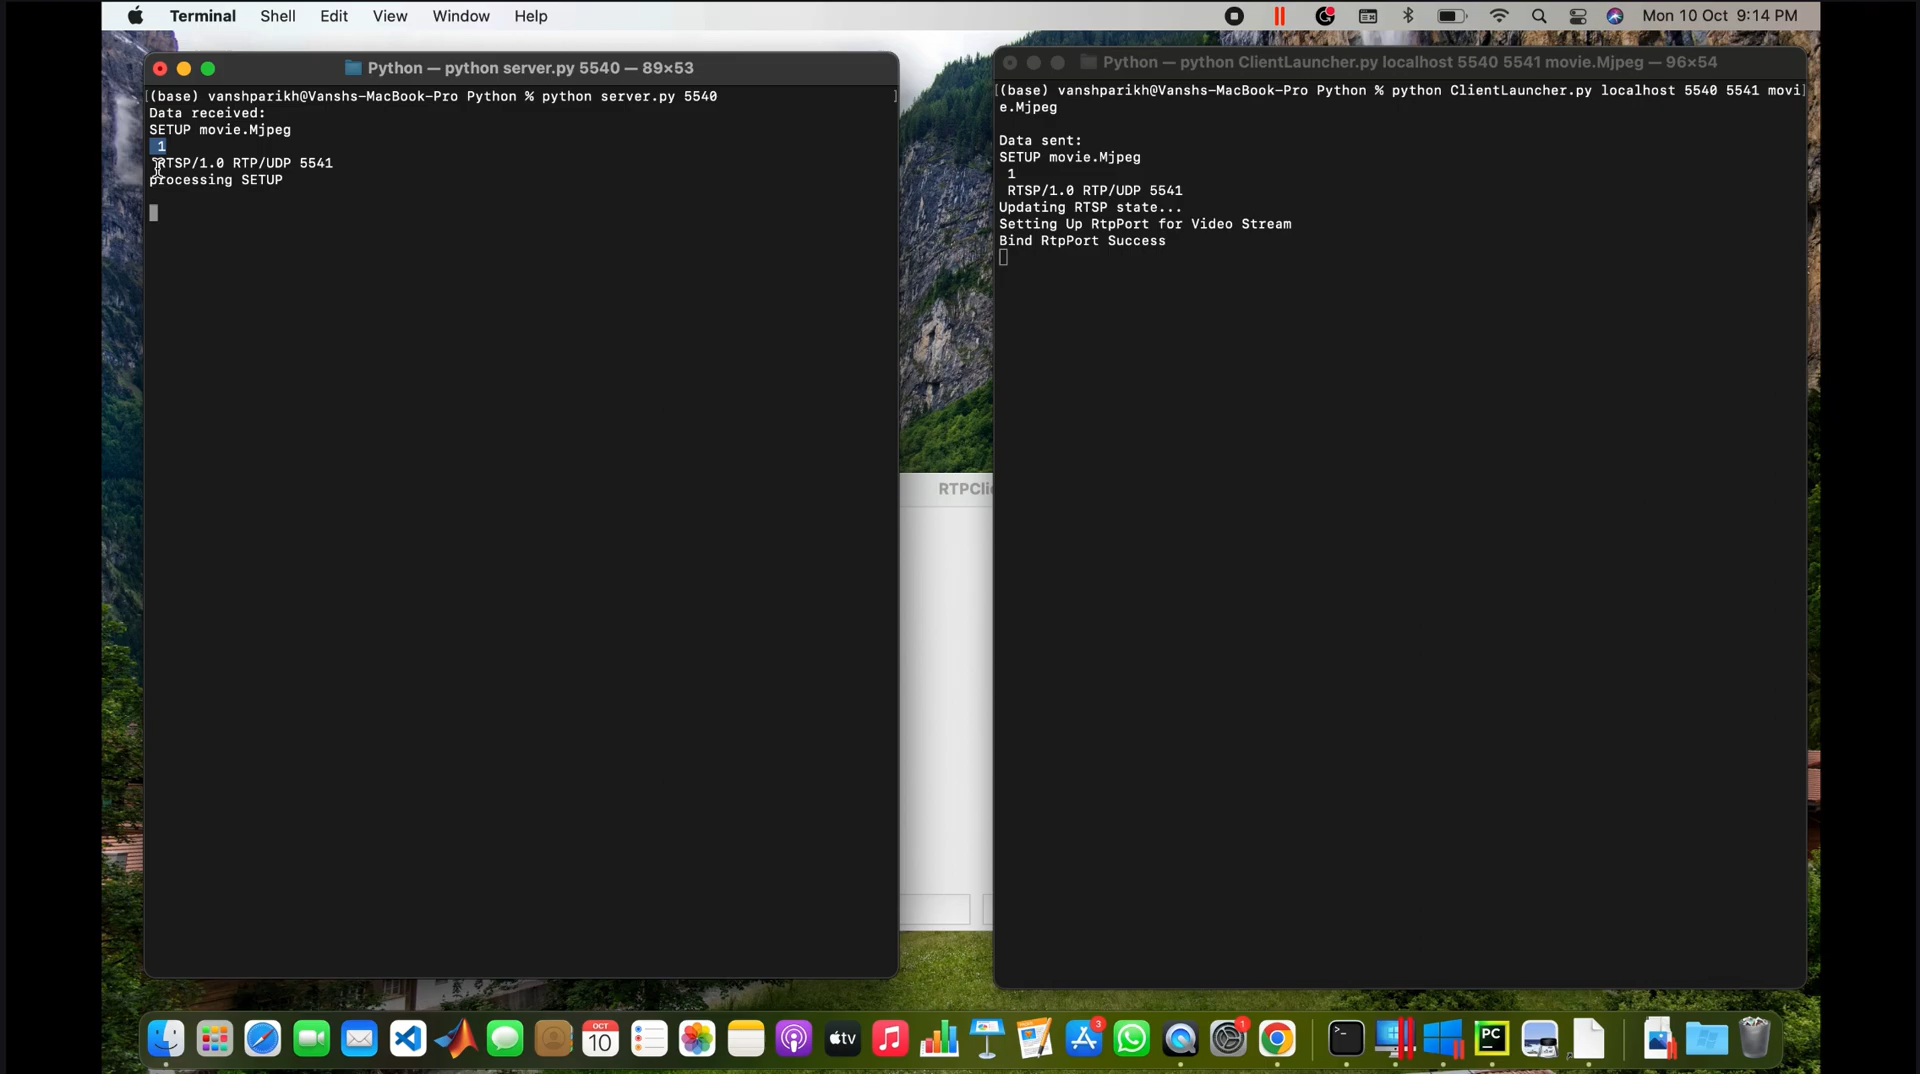 Terminal Shell Edit View Window Help Mon 10 Oct 9:14 PM
Python — python server.py 5540 — 89×53
(base) vanshparikh@Vanshs-MacBook-Pro Python % python server.py 5540
Data received:
SETUP movie.Mjpeg
1
RTSP/1.0 RTP/UDP 5541
processing SETUP
Python — python ClientLauncher.py localhost 5540 5541 movie.Mjpeg — 96×54
(base) vanshparikh@Vanshs-MacBook-Pro Python % python ClientLauncher.py localhost 5540 5541 movi
e.Mjpeg
Data sent:
SETUP movie.Mjpeg
1
RTSP/1.0 RTP/UDP 5541
Updating RTSP state...
Setting Up RtpPort for Video Stream
Bind RtpPort Success
RTPClie
OCT
10
tv
3
1
PC